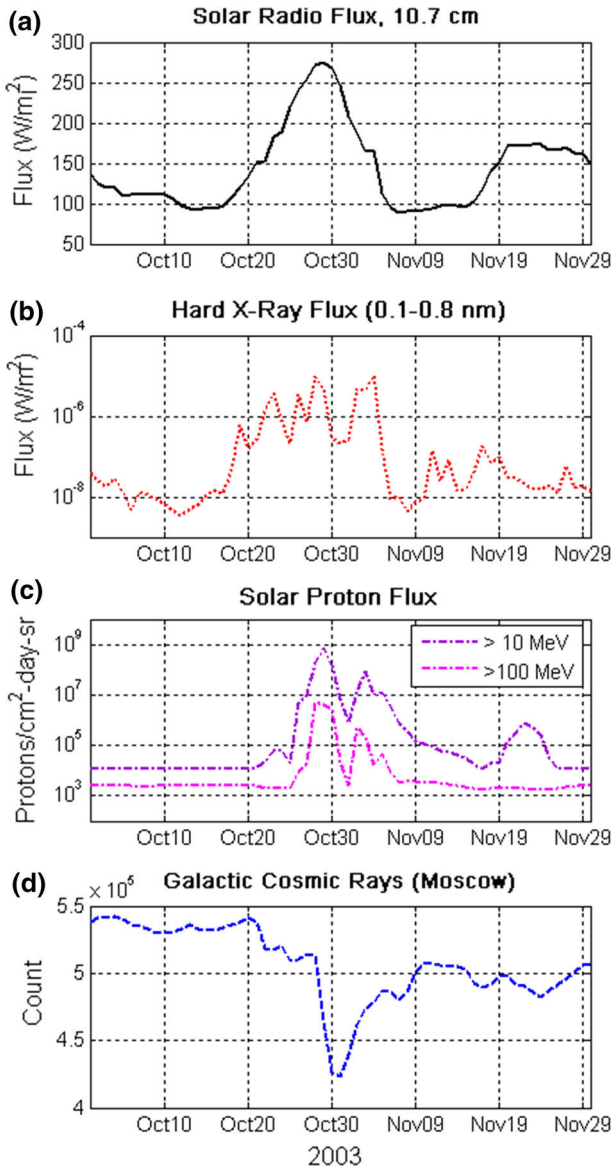 (a)
Solar Radio Flux, 10.7 cm
Flux (W/m²)
300
250
200
150
100
50
Oct10 Oct20 Oct30 Nov09 Nov19 Nov29
(b)
Hard X-Ray Flux (0.1-0.8 nm)
Flux (W/m²)
10⁻⁴
10⁻⁶
10⁻⁸
Oct10 Oct20 Oct30 Nov09 Nov19 Nov29
(c)
Solar Proton Flux
Protons/cm²-day-sr
10⁹
10⁷
10⁵
10³
> 10 MeV
>100 MeV
Oct10 Oct20 Oct30 Nov09 Nov19 Nov29
(d)
Galactic Cosmic Rays (Moscow)
× 10⁵
Count
5.5
5
4.5
4
Oct10 Oct20 Oct30 Nov09 Nov19 Nov29
2003